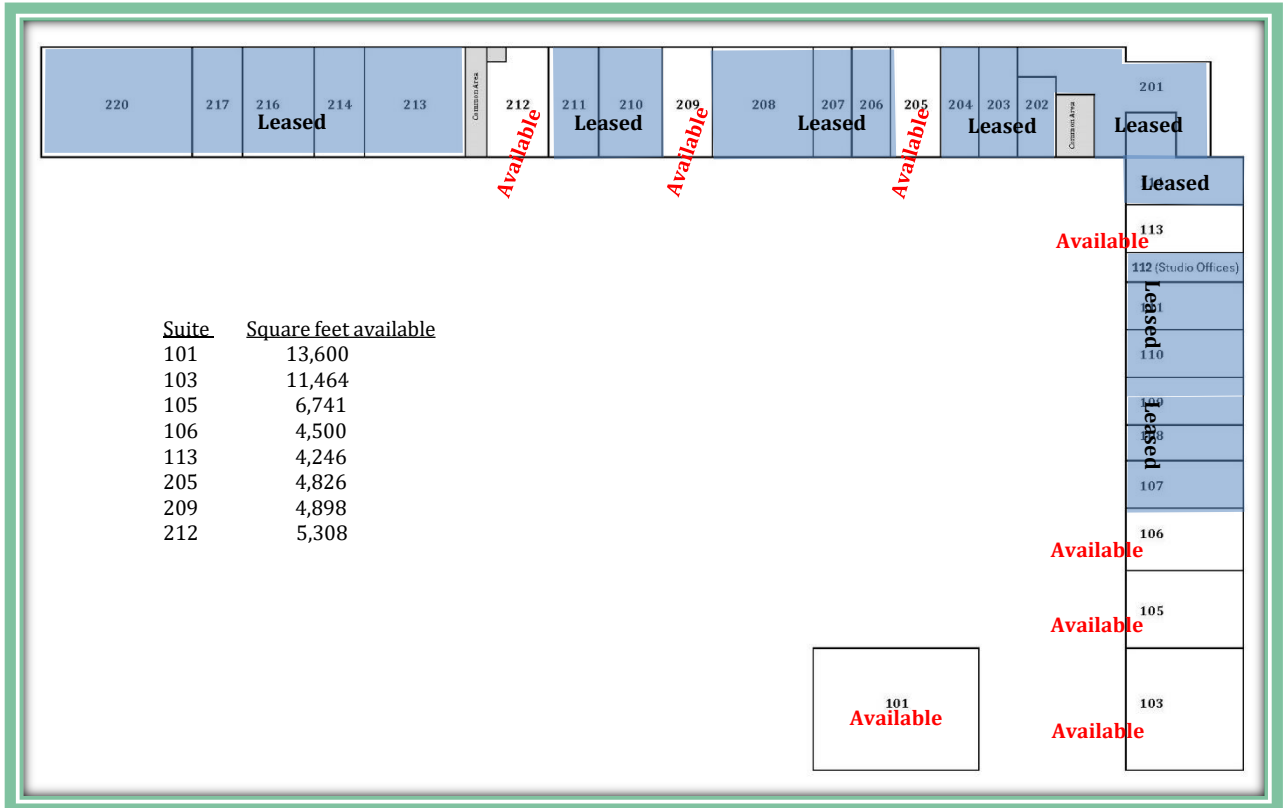 220 217 216 214 213 Common Area 212 211 210 209 208 207 206 205 204 203 202 Common Area 201
Leased Leased Leased Leased Leased
Available Available Available
Leased
113
Available
112 (Studio Offices)
Leased
110
109
Leased
107
106
Available
105
Available
103
Available
101
Available
Suite Square feet available
101 13,600
103 11,464
105 6,741
106 4,500
113 4,246
205 4,826
209 4,898
212 5,308